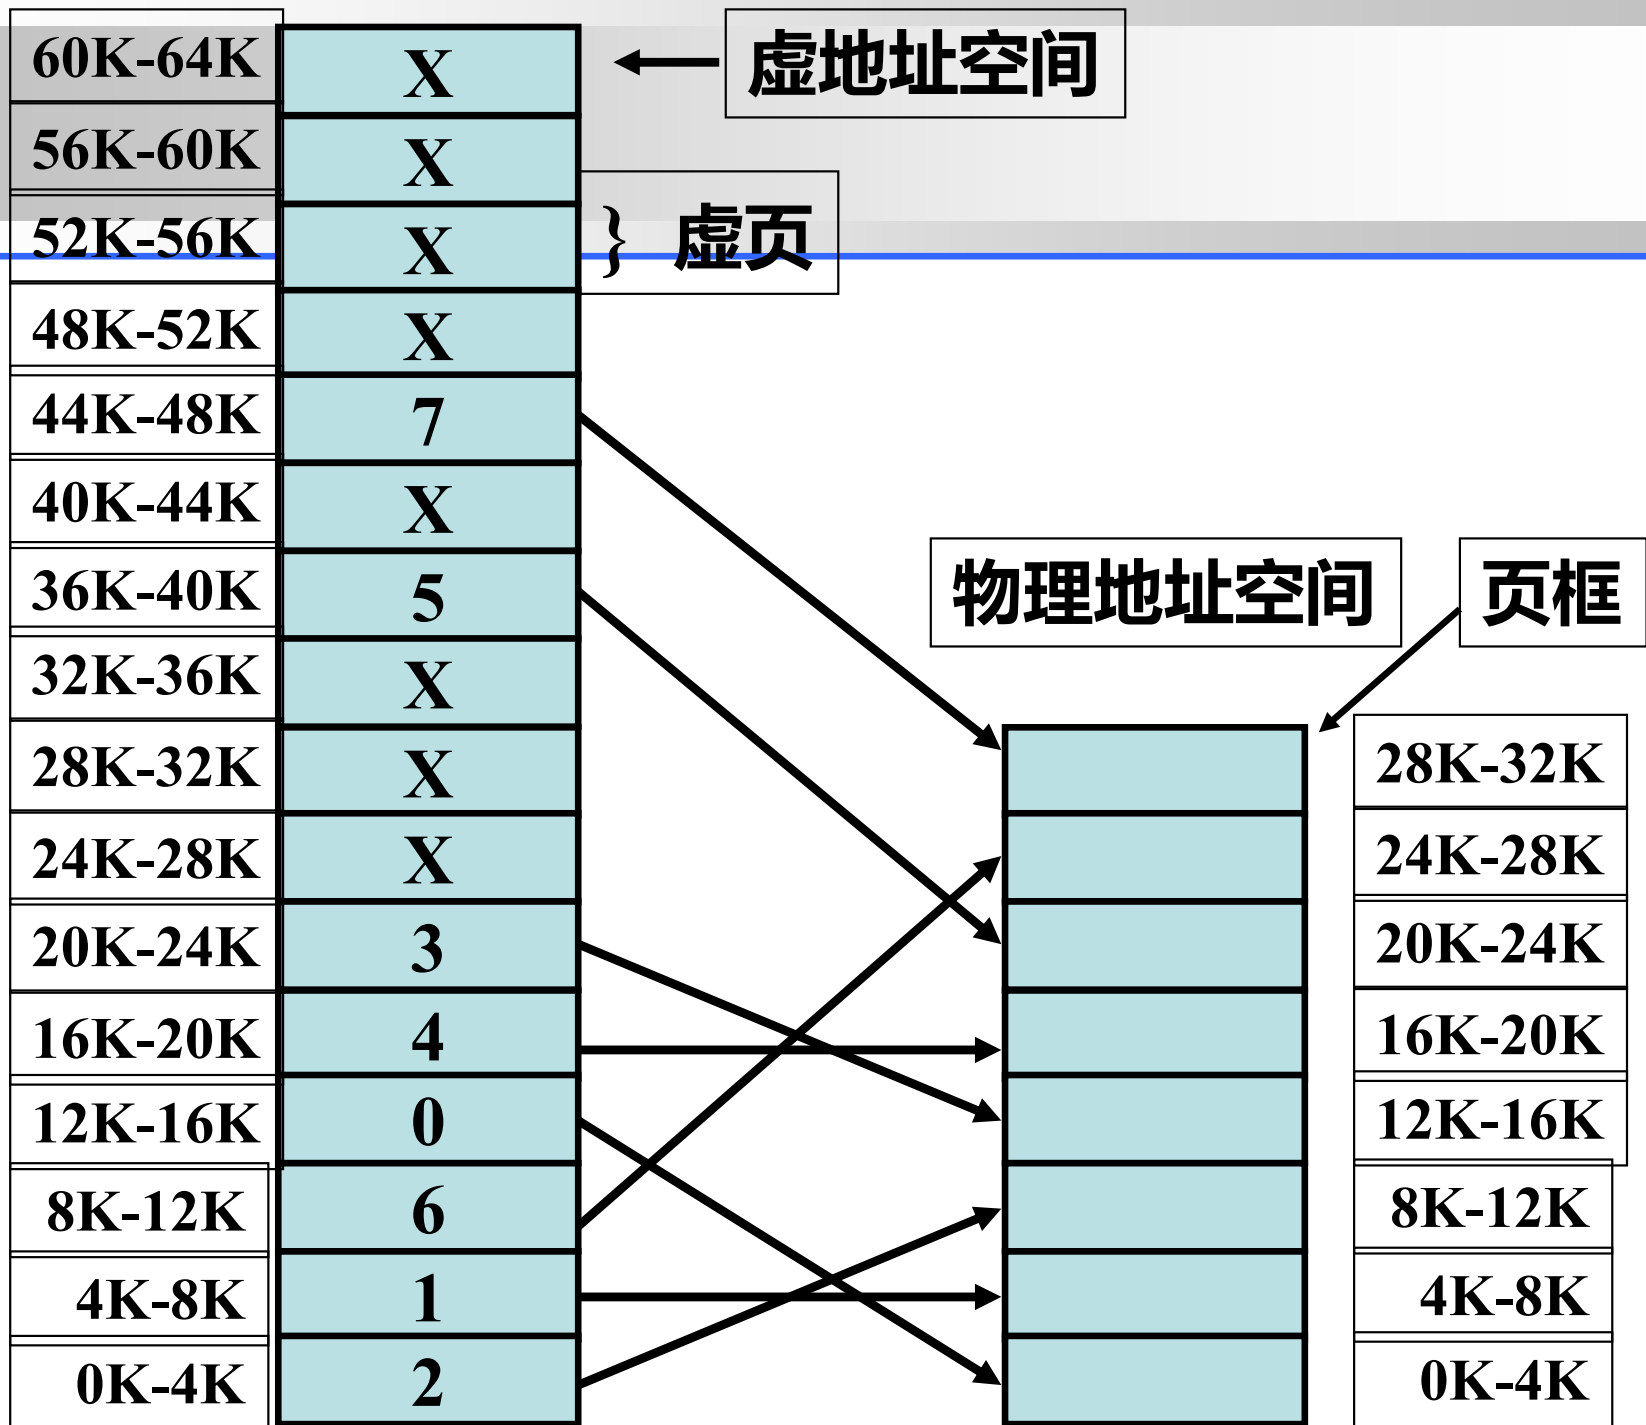 60K-64K X 虚地址空间
56K-60K X
52K-56K X } 虚页
48K-52K X
44K-48K 7
40K-44K X
36K-40K 5 物理地址空间 页框
32K-36K X
28K-32K X 28K-32K
24K-28K X 24K-28K
20K-24K 3 20K-24K
16K-20K 4 16K-20K
12K-16K 0 12K-16K
8K-12K 6 8K-12K
4K-8K 1 4K-8K
0K-4K 2 0K-4K